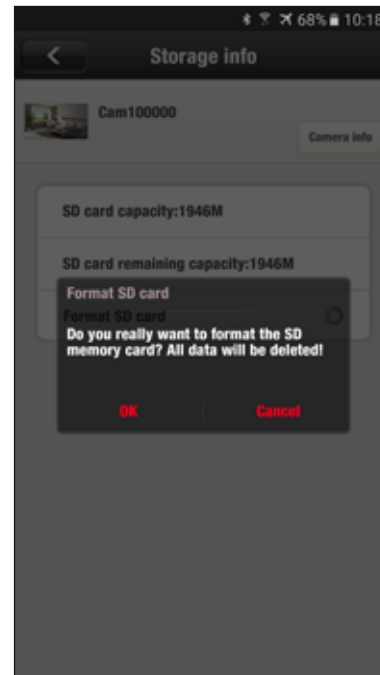 68% 10:18
Storage info
Cam100000
Camera info
SD card capacity:1946M
SD card remaining capacity:1946M
Format SD card
Format SD card
Do you really want to format the SD
memory card? All data will be deleted!
OK Cancel